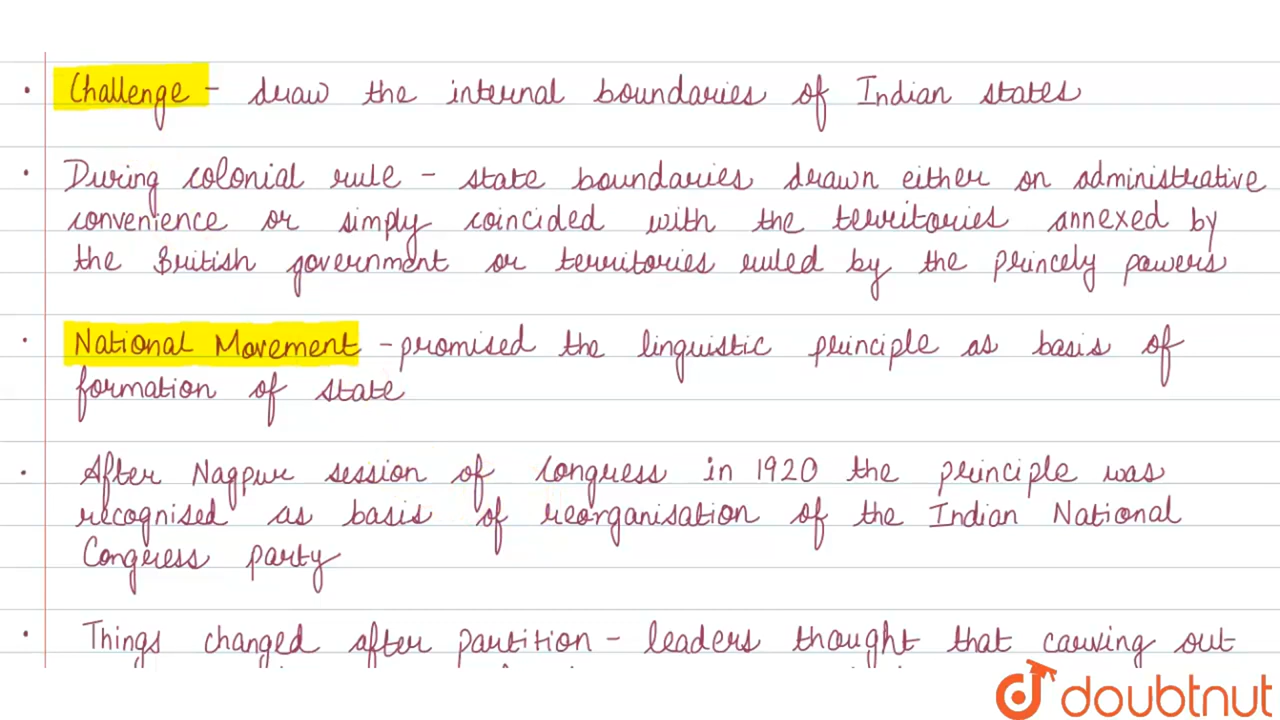 • Challenge - draw the internal boundaries of Indian states
• During colonial rule - state boundaries drawn either on administrative
convenience or simply coincided with the territories annexed by
the British government or territories ruled by the princely powers
• National Movement - promised the linguistic principle as basis of
formation of state
• After Nagpur session of Congress in 1920 the principle was
recognised as basis of reorganisation of the Indian National
Congress party
• Things changed after partition - leaders thought that carving out
doubtnut